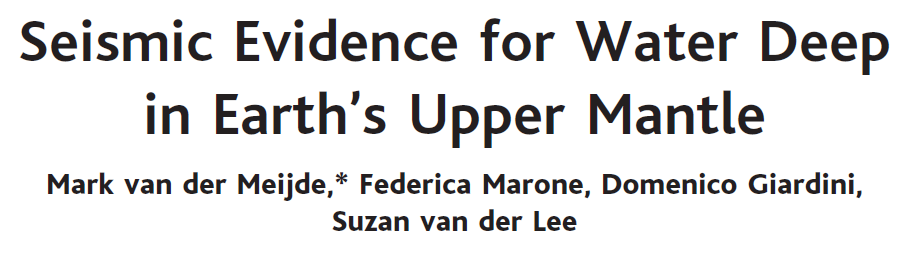 Seismic Evidence for Water Deep
in Earth’s Upper Mantle
Mark van der Meijde,* Federica Marone, Domenico Giardini,
Suzan van der Lee